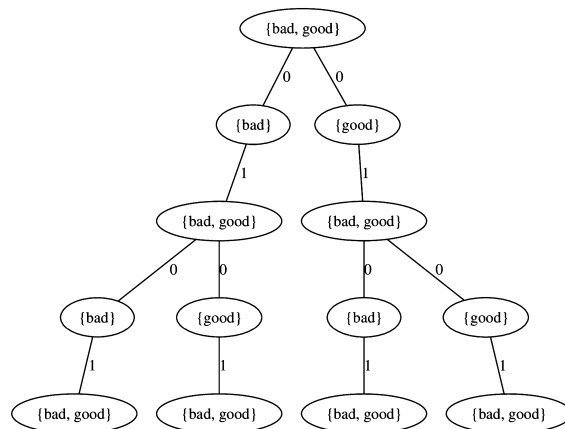 {bad, good}
0 0
{bad} {good}
1 1
{bad, good} {bad, good}
0 0 0 0
{bad} {good} {bad} {good}
1 1 1 1
{bad, good} {bad, good} {bad, good} {bad, good}